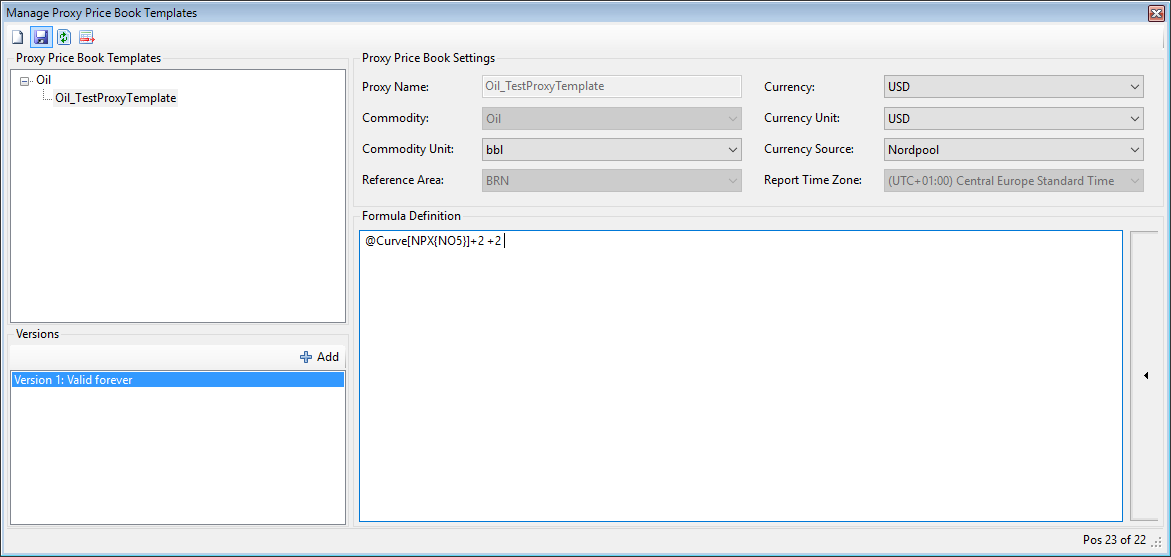 Manage Proxy Price Book Templates
Proxy Price Book Templates
Oil
Oil_TestProxyTemplate
Versions
Add
Version 1: Valid forever
Proxy Price Book Settings
Proxy Name: Oil_TestProxyTemplate Currency: USD
Commodity: Oil Currency Unit: USD
Commodity Unit: bbl Currency Source: Nordpool
Reference Area: BRN Report Time Zone: (UTC+01:00) Central Europe Standard Time
Formula Definition
@Curve[NPX{NO5}]+2 +2
Pos 23 of 22